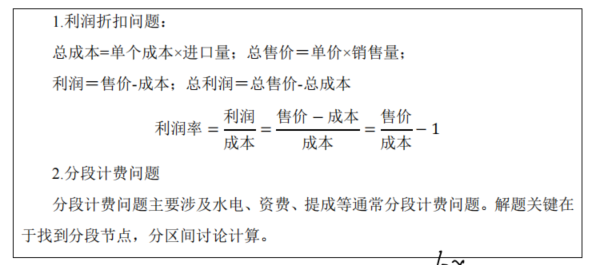 1.利润折扣问题：
总成本=单个成本×进口量；总售价＝单价×销售量；
利润＝售价-成本；总利润＝总售价-总成本
利润率 = 利润/成本 = 售价 − 成本/成本 = 售价/成本 − 1
2.分段计费问题
分段计费问题主要涉及水电、资费、提成等通常分段计费问题。解题关键在
于找到分段节点，分区间讨论计算。